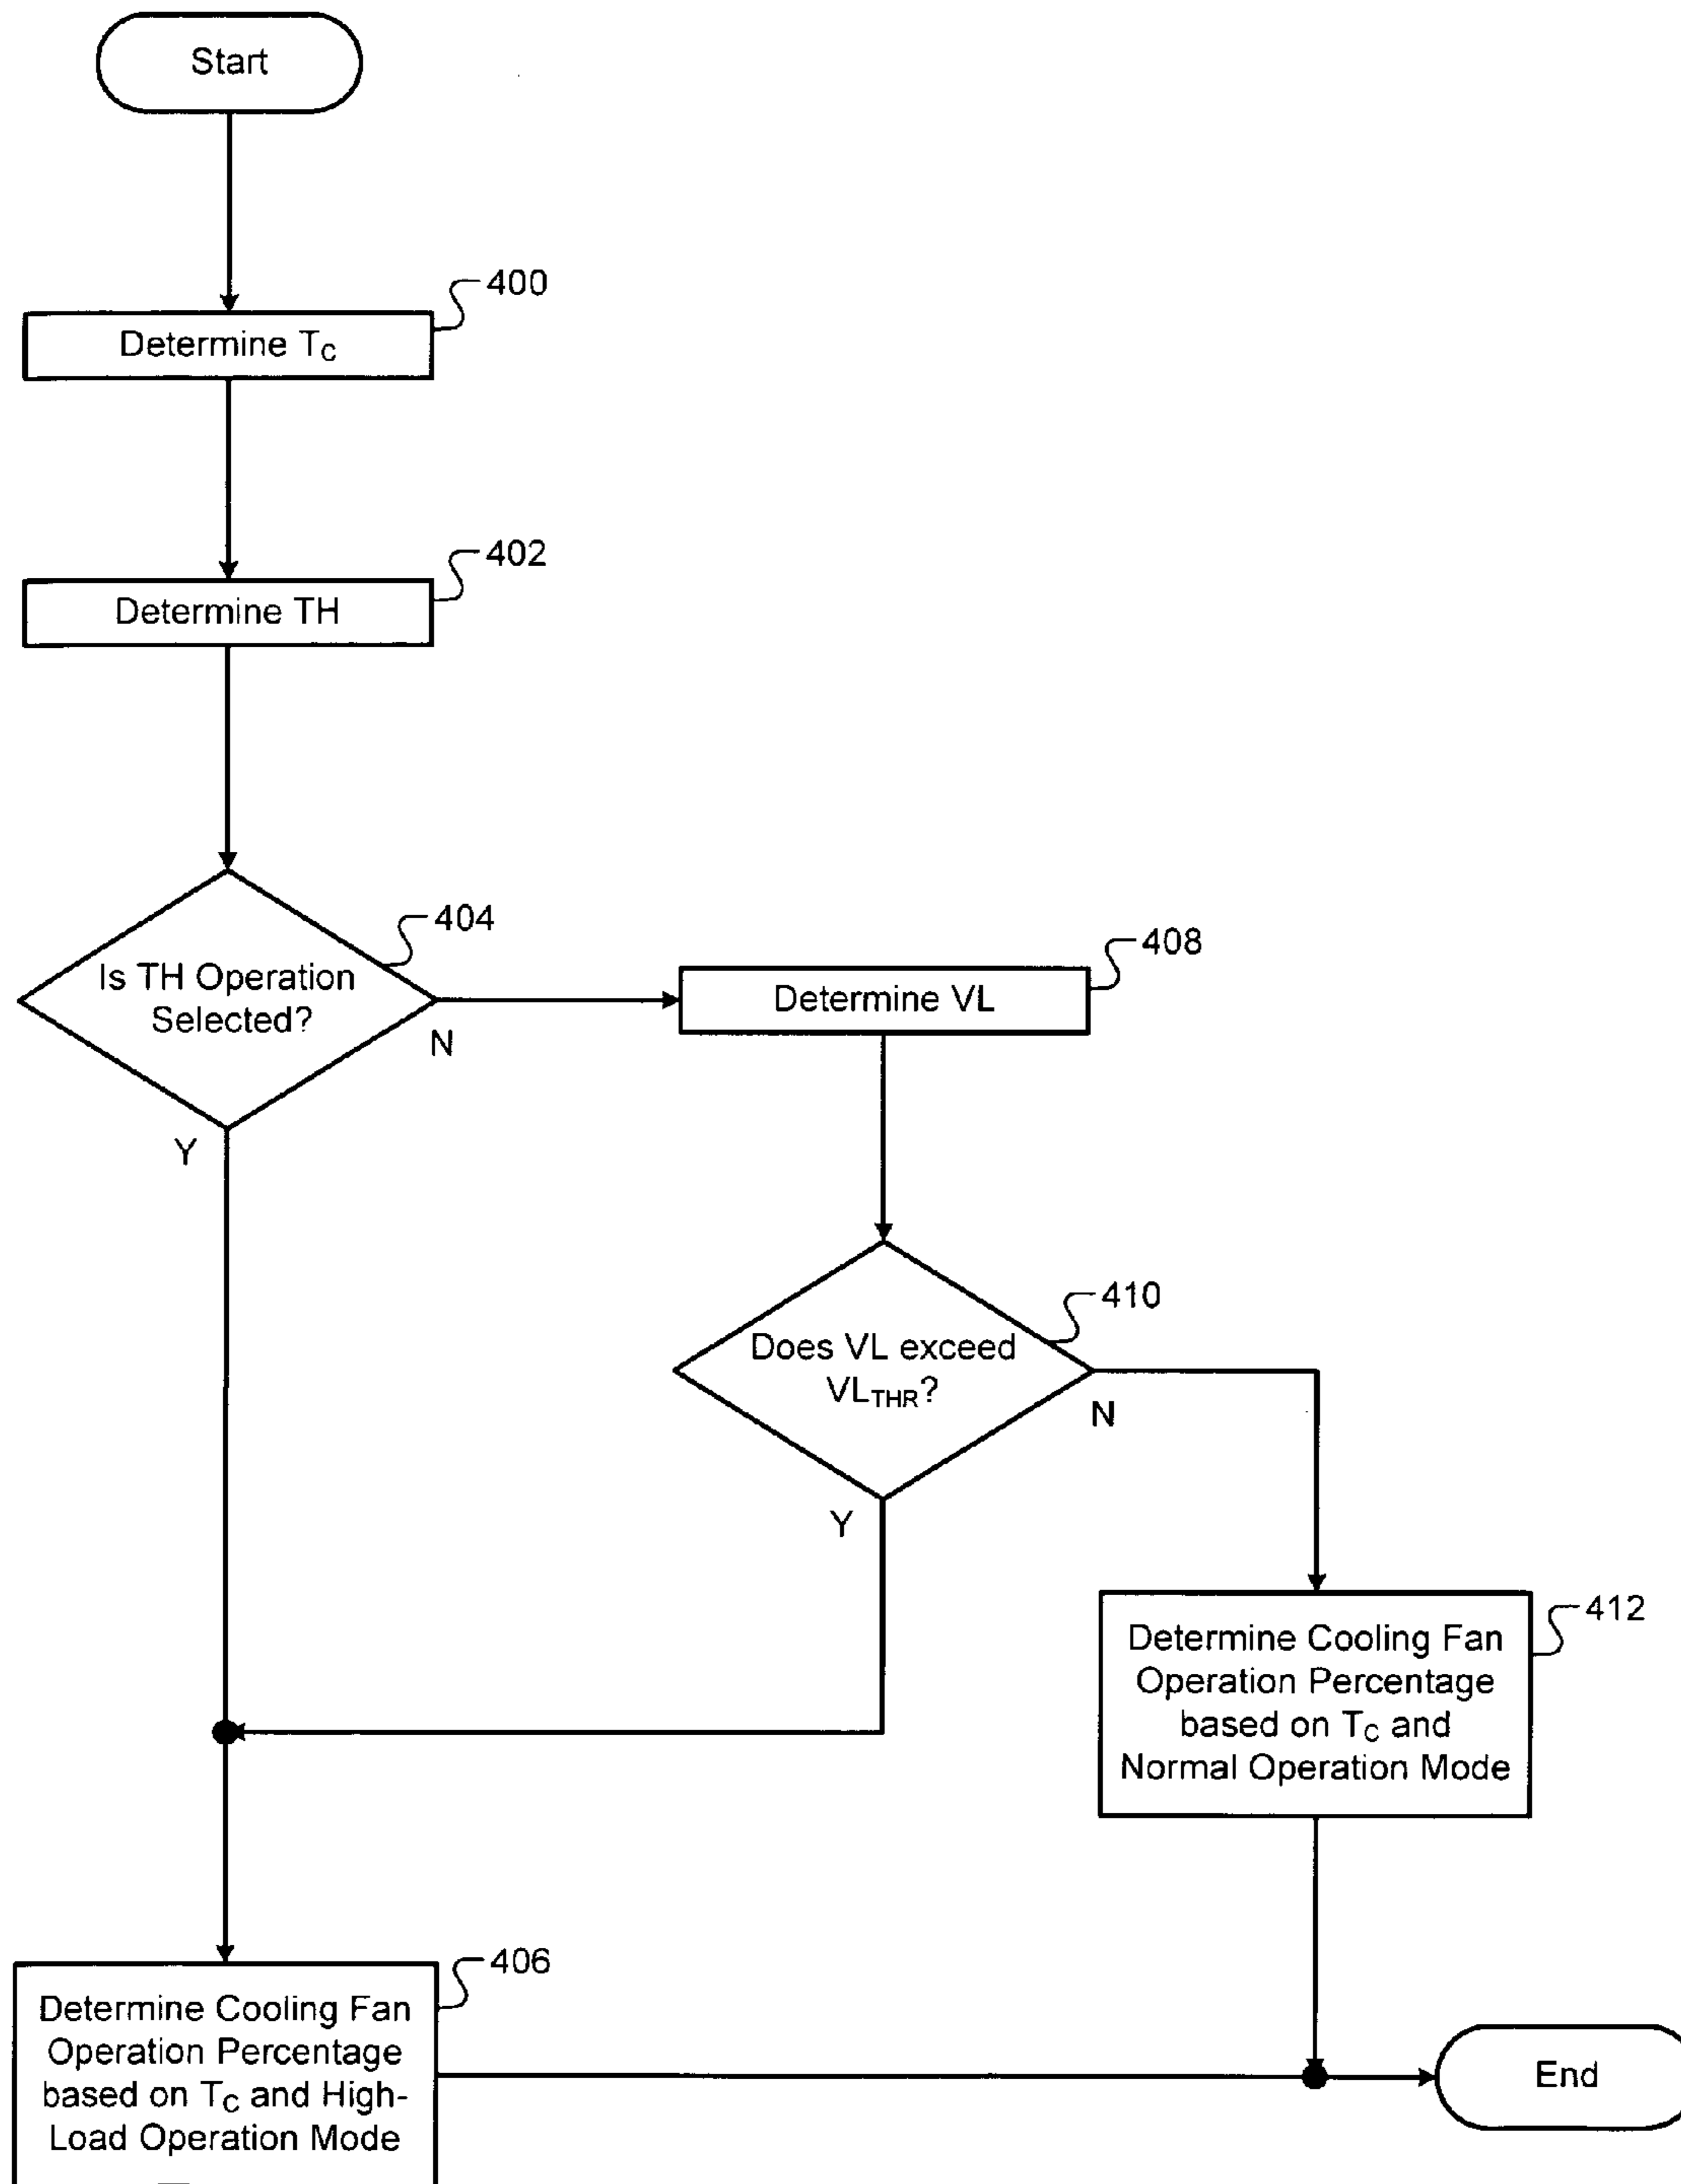 Start
400
Determine TC
402
Determine TH
404
Is TH Operation
Selected?
N
Y
408
Determine VL
410
Does VL exceed
VLTHR?
N
Y
412
Determine Cooling Fan
Operation Percentage
based on TC and
Normal Operation Mode
406
Determine Cooling Fan
Operation Percentage
based on TC and High-
Load Operation Mode
End